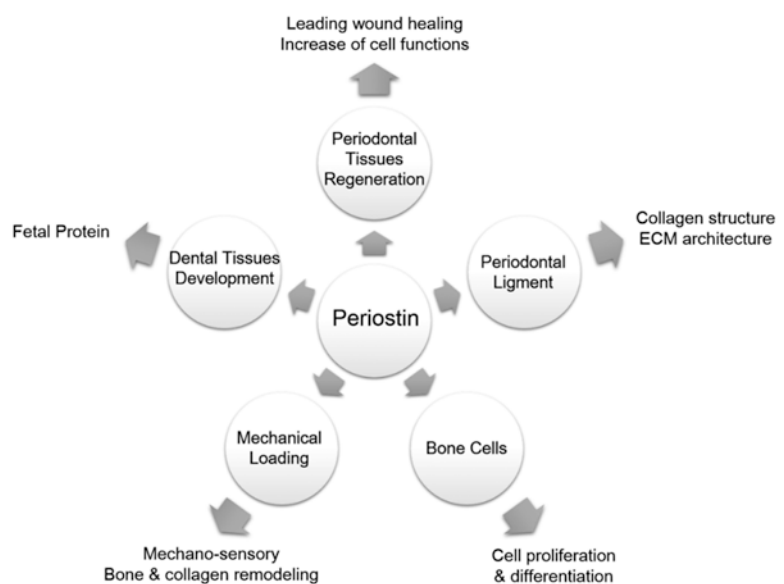 Leading wound healing
Increase of cell functions
Periodontal
Tissues
Regeneration
Fetal Protein
Dental Tissues
Development
Collagen structure
ECM architecture
Periodontal
Ligment
Periostin
Mechanical
Loading
Bone Cells
Mechano-sensory
Bone & collagen remodeling
Cell proliferation
& differentiation